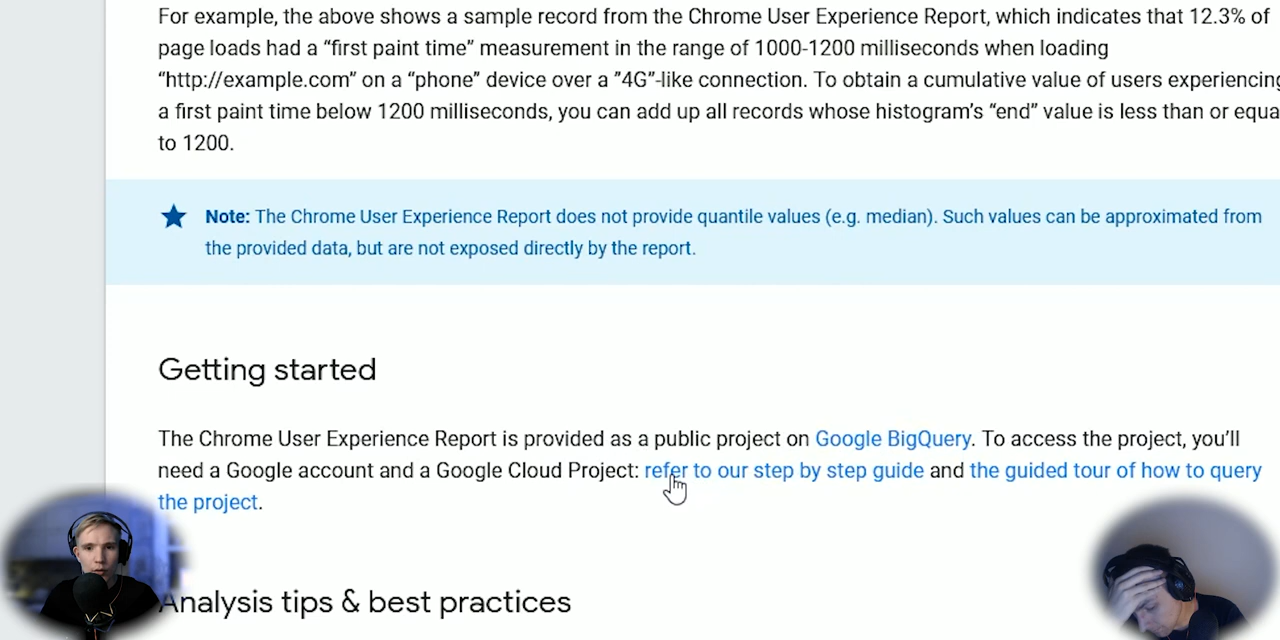 For example, the above shows a sample record from the Chrome User Experience Report, which indicates that 12.3% of
page loads had a “first paint time” measurement in the range of 1000-1200 milliseconds when loading
“http://example.com” on a “phone” device over a ”4G”-like connection. To obtain a cumulative value of users experiencing
a first paint time below 1200 milliseconds, you can add up all records whose histogram’s “end” value is less than or equa
to 1200.
Note: The Chrome User Experience Report does not provide quantile values (e.g. median). Such values can be approximated from
the provided data, but are not exposed directly by the report.
Getting started
The Chrome User Experience Report is provided as a public project on Google BigQuery. To access the project, you’ll
need a Google account and a Google Cloud Project: refer to our step by step guide and the guided tour of how to query
the project.
Analysis tips & best practices